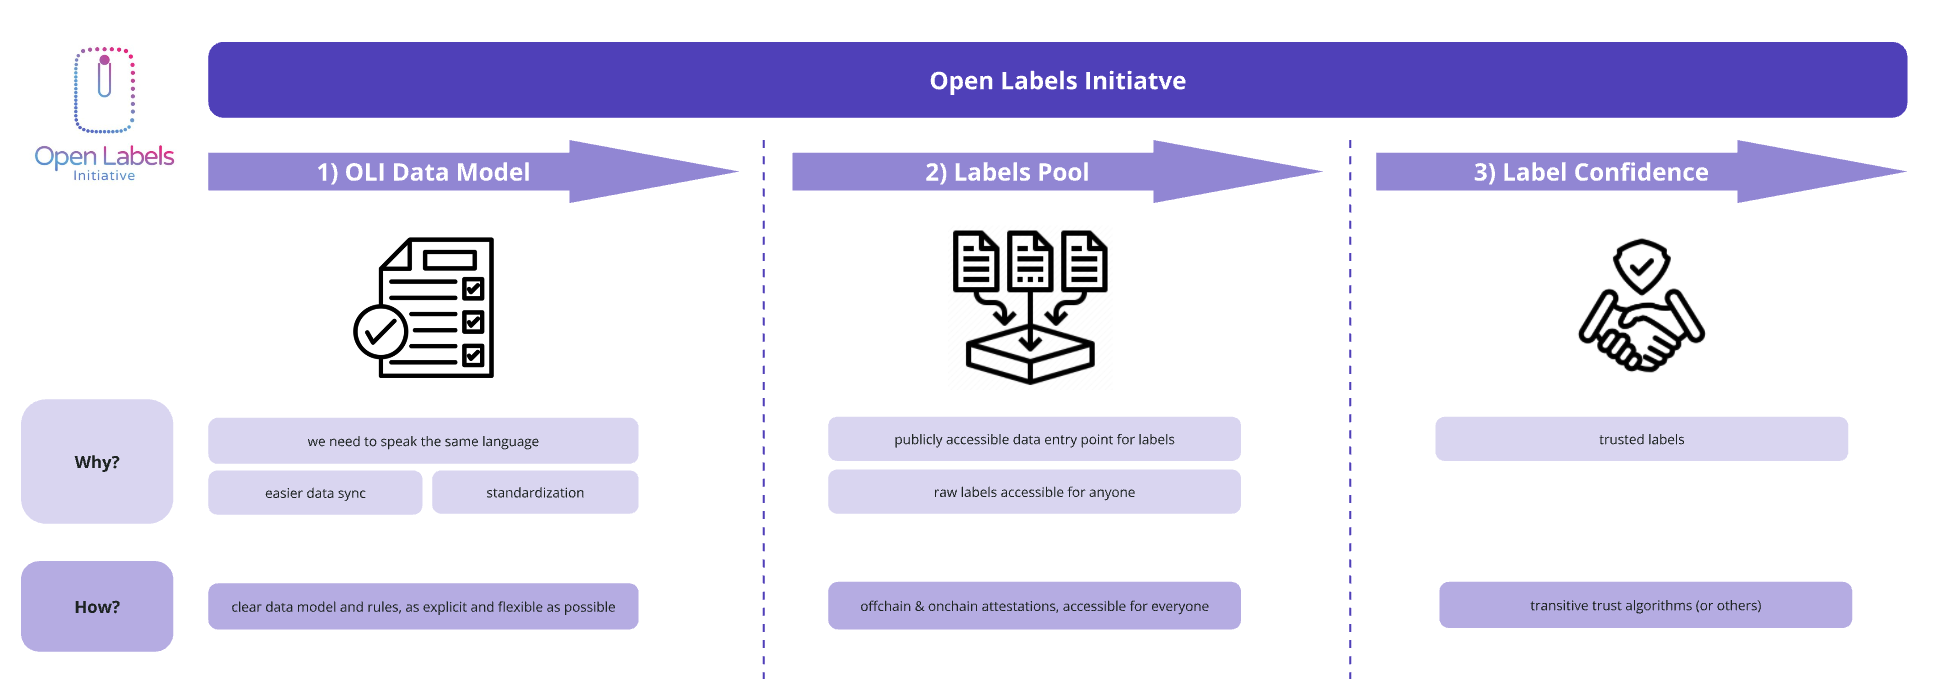 Open Labels
Initiative
Open Labels Initiatve
1) OLI Data Model
2) Labels Pool
3) Label Confidence
Why?
we need to speak the same language
easier data sync
standardization
publicly accessible data entry point for labels
raw labels accessible for anyone
trusted labels
How?
clear data model and rules, as explicit and flexible as possible
offchain & onchain attestations, accessible for everyone
transitive trust algorithms (or others)